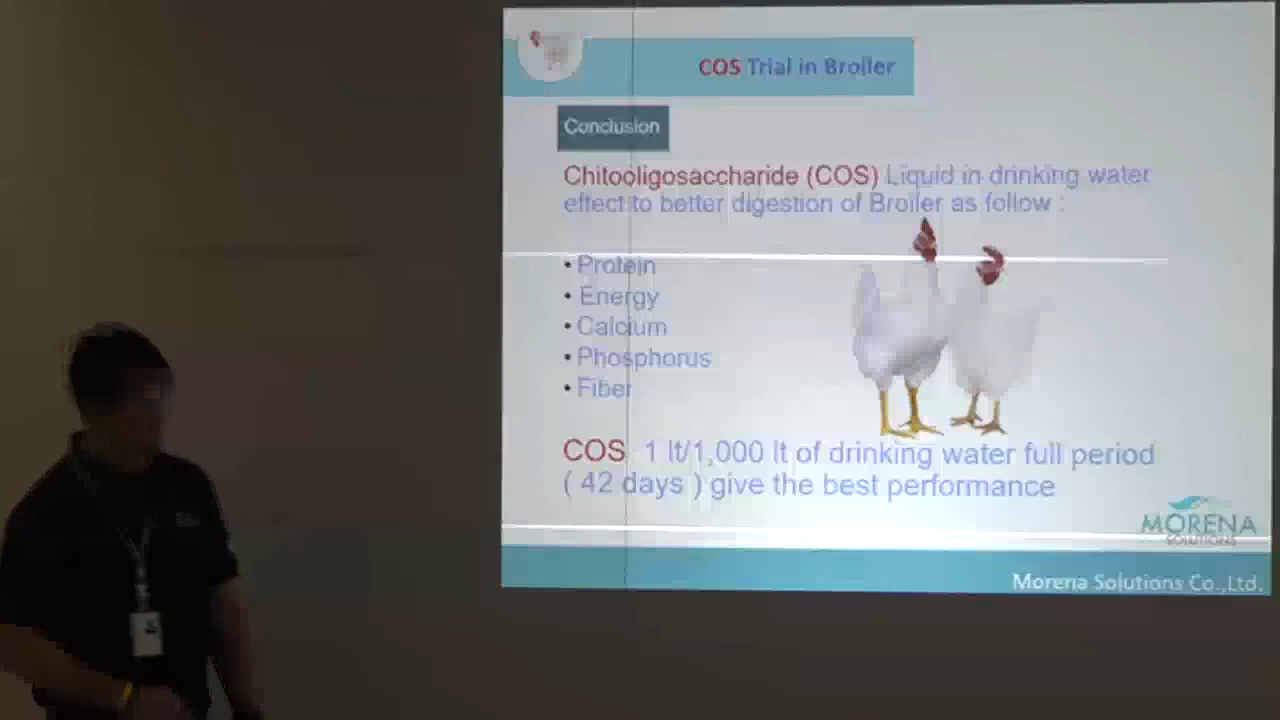 COS Trial in Broiler
Conclusion
Chitooligosaccharide (COS) Liquid in drinking water
effect to better digestion of Broiler as follow :
• Protein
• Energy
• Calcium
• Phosphorus
• Fiber
COS 1 lt/1,000 lt of drinking water full period
( 42 days ) give the best performance
MORENA
SOLUTIONS
Morena Solutions Co.,Ltd.